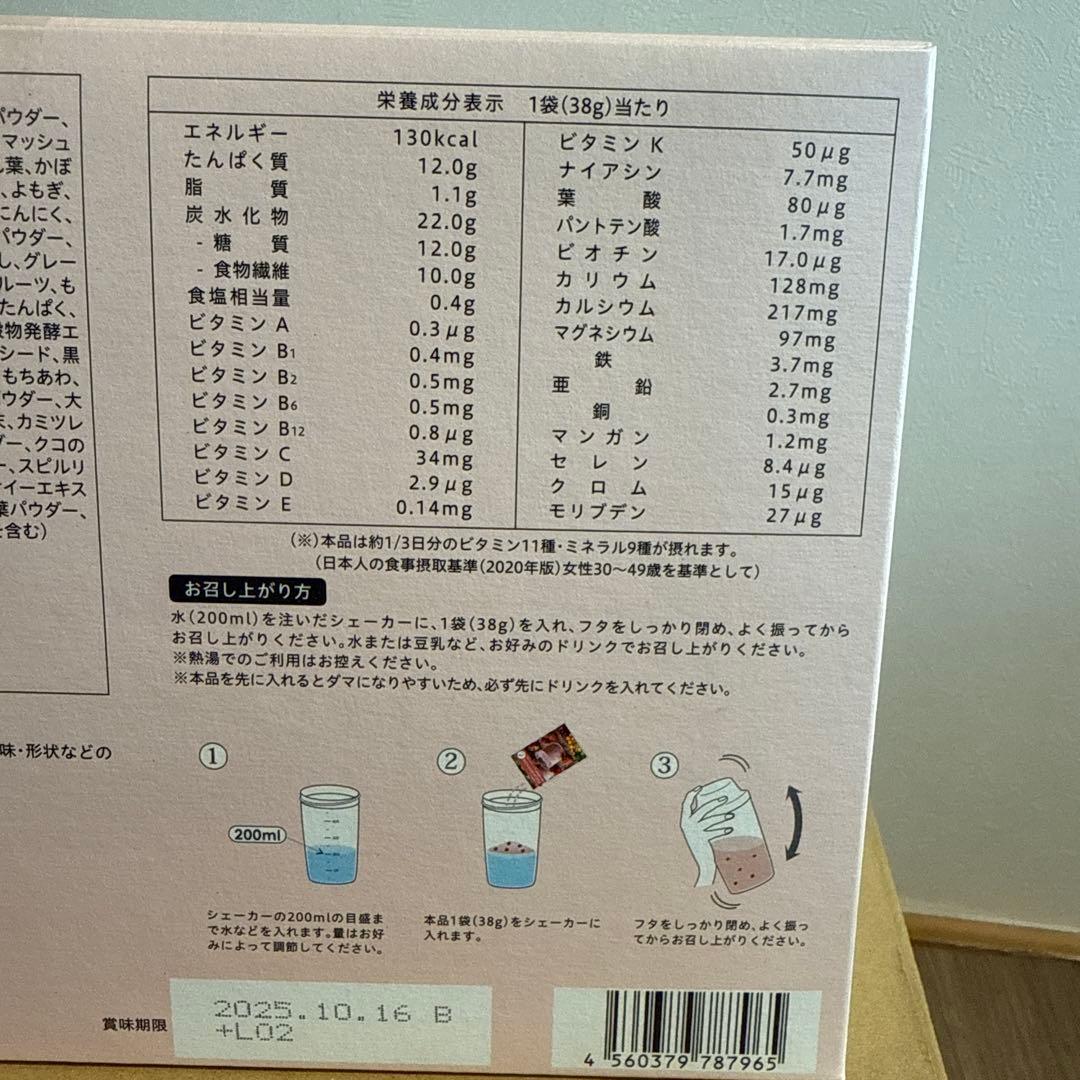 パウダー、
マッシュ
葉、かぼ
、よもぎ、
にんにく、
パウダー、
し、グレー
ルーツ、も
たんぱく、
穀物発酵エ
シード、黒
もちあわ、
パウダー、大
、カミツレ
ダー、クコの
ー、スピルリ
イーエキス
葉パウダー、
を含む)
味・形状などの
栄養成分表示 1袋(38g)当たり
エネルギー 130kcal
たんぱく質 12.0g
脂質 1.1g
炭水化物 22.0g
- 糖質 12.0g
- 食物繊維 10.0g
食塩相当量 0.4g
ビタミン A 0.3μg
ビタミン B1 0.4mg
ビタミン B2 0.5mg
ビタミン B6 0.5mg
ビタミン B12 0.8μg
ビタミン C 34mg
ビタミン D 2.9μg
ビタミン E 0.14mg
ビタミン K 50μg
ナイアシン 7.7mg
葉酸 80μg
パントテン酸 1.7mg
ビオチン 17.0μg
カリウム 128mg
カルシウム 217mg
マグネシウム 97mg
鉄 3.7mg
亜鉛 2.7mg
銅 0.3mg
マンガン 1.2mg
セレン 8.4μg
クロム 15μg
モリブデン 27μg
(※)本品は約1/3日分のビタミン11種・ミネラル9種が摂れます。
(日本人の食事摂取基準(2020年版)女性30〜49歳を基準として)
お召し上がり方
水(200ml)を注いだシェーカーに、1袋(38g)を入れ、フタをしっかり閉め、よく振ってから
お召し上がりください。水または豆乳など、お好みのドリンクでお召し上がりください。
※熱湯でのご利用はお控えください。
※本品を先に入れるとダマになりやすいため、必ず先にドリンクを入れてください。
① 
200ml
シェーカーの200mlの目盛ま
で水などを入れます。量はお好
みによって調節してください。
②
本品1袋(38g)をシェーカーに
入れます。
③
フタをしっかり閉め、よく振っ
てからお召し上がりください。
賞味期限
2025.10.16 B
+L02
4 560379 787965